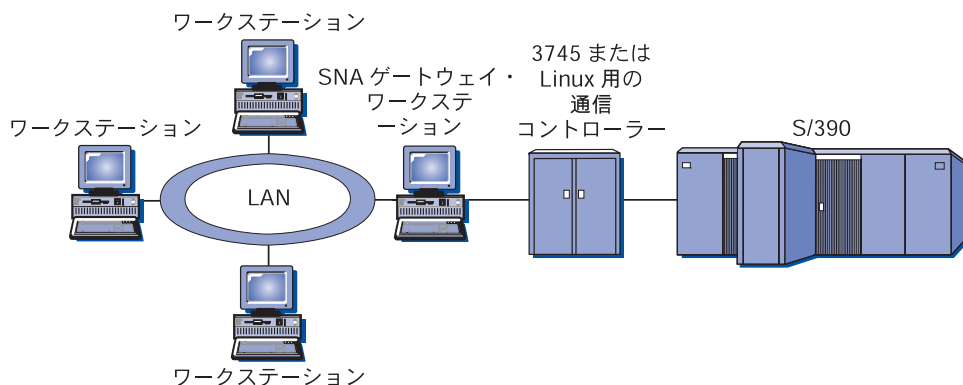 ワークステーション
SNA ゲートウェイ・
ワークステ
ーション
3745 または
Linux 用の
通信
コントローラー
S/390
ワークステーション
LAN
ワークステーション